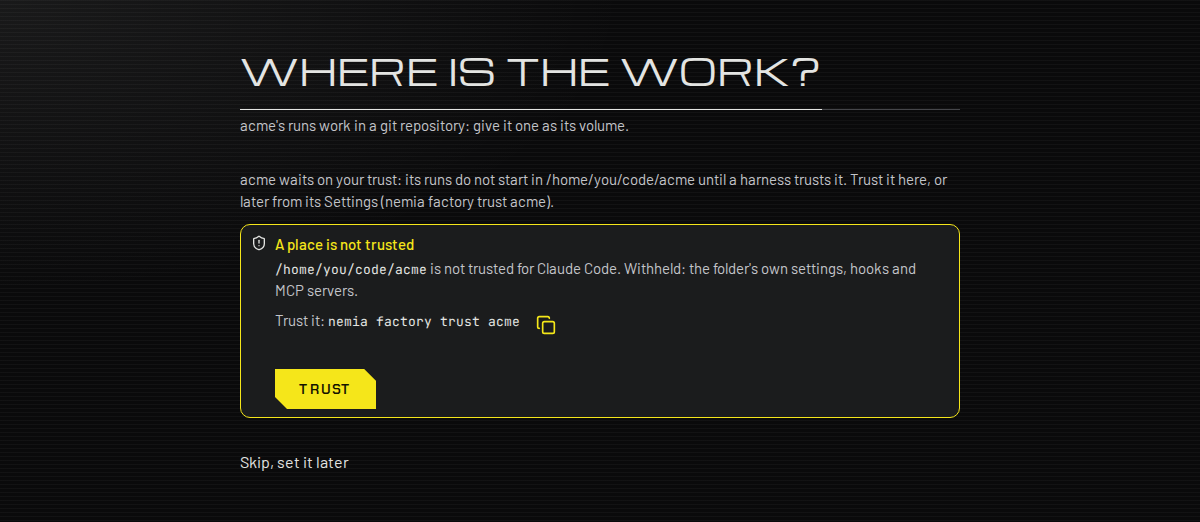 WHERE IS THE WORK?
acme's runs work in a git repository: give it one as its volume.
acme waits on your trust: its runs do not start in /home/you/code/acme until a harness trusts it. Trust it here, or
later from its Settings (nemia factory trust acme).
A place is not trusted
/home/you/code/acme is not trusted for Claude Code. Withheld: the folder's own settings, hooks and
MCP servers.
Trust it: nemia factory trust acme
TRUST
Skip, set it later